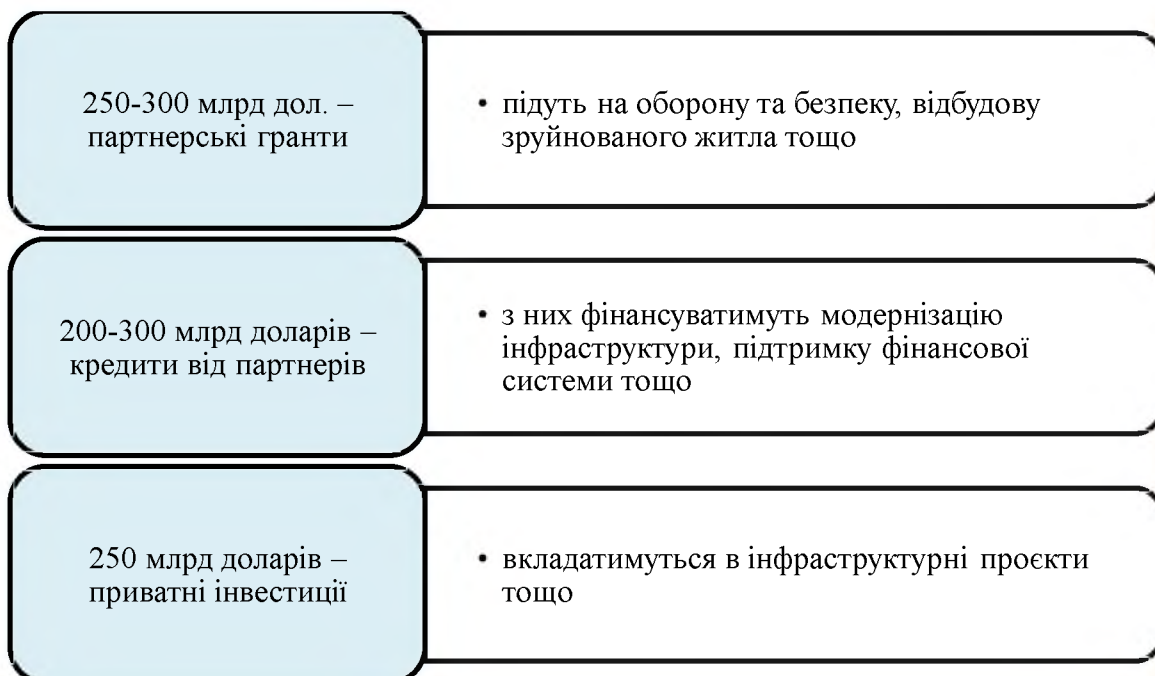 250-300 млрд дол. –
партнерські гранти
• підуть на оборону та безпеку, відбудову
зруйнованого житла тощо
200-300 млрд доларів –
кредити від партнерів
• з них фінансуватимуть модернізацію
інфраструктури, підтримку фінансової
системи тощо
250 млрд доларів –
приватні інвестиції
• вкладатимуться в інфраструктурні проєкти
тощо